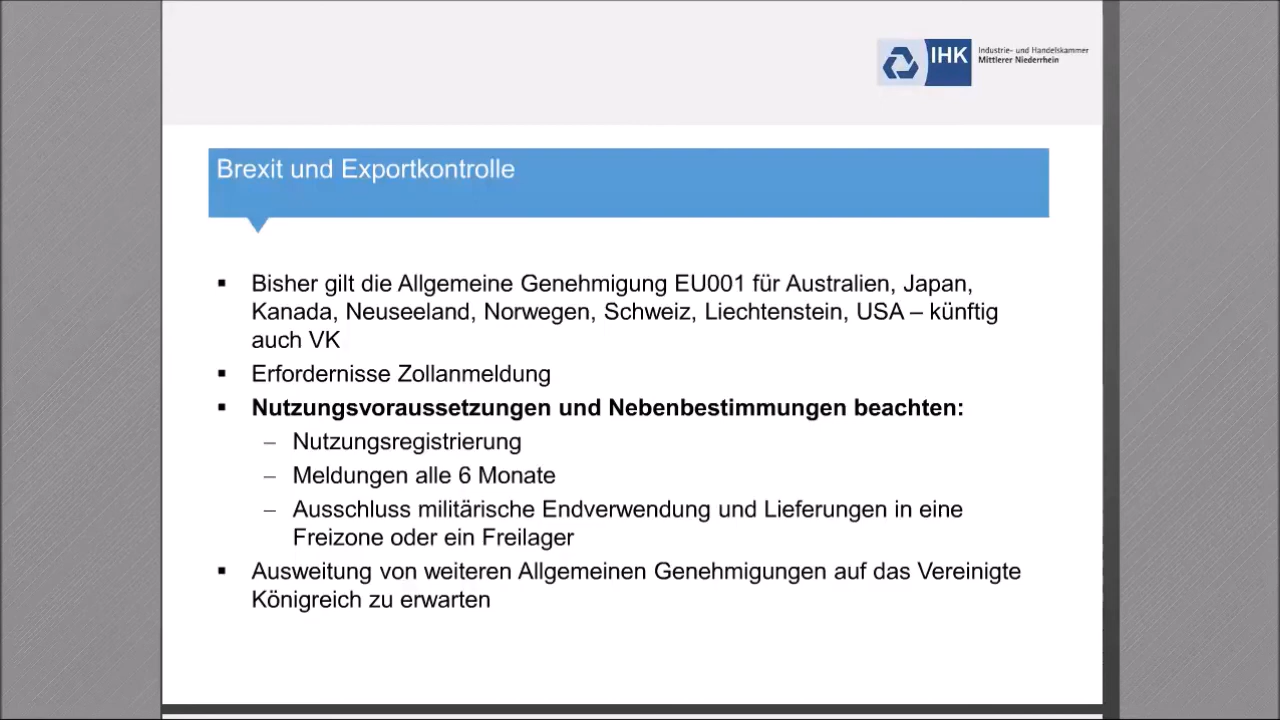 IHK
Industrie- und Handelskammer
Mittlerer Niederrhein
Brexit und Exportkontrolle
▪ Bisher gilt die Allgemeine Genehmigung EU001 für Australien, Japan,
Kanada, Neuseeland, Norwegen, Schweiz, Liechtenstein, USA – künftig
auch VK
▪ Erfordernisse Zollanmeldung
▪ Nutzungsvoraussetzungen und Nebenbestimmungen beachten:
– Nutzungsregistrierung
– Meldungen alle 6 Monate
– Ausschluss militärische Endverwendung und Lieferungen in eine
Freizone oder ein Freilager
▪ Ausweitung von weiteren Allgemeinen Genehmigungen auf das Vereinigte
Königreich zu erwarten